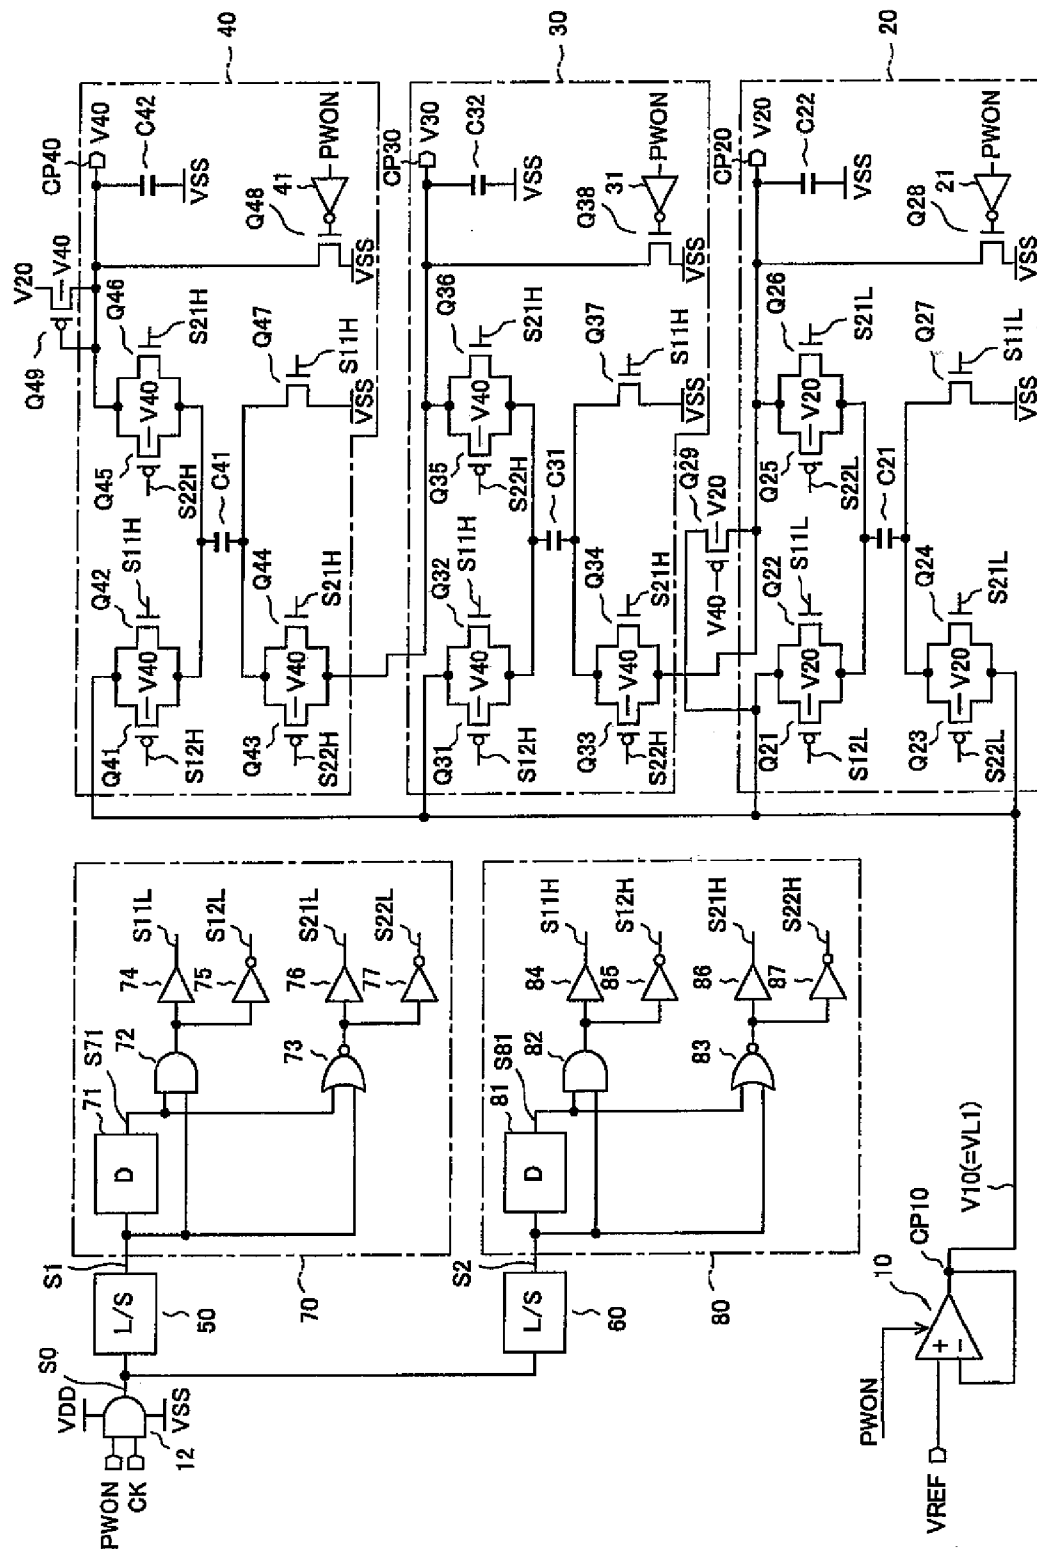 PWON
CK
VDD
VSS
12
S0
L/S
50
S1
L/S
60
S2
70
71
D
S71
72
73
74
75
76
77
S11L
S12L
S21L
S22L
80
81
D
S81
82
83
84
85
86
87
S11H
S12H
S21H
S22H
VREF
PWON
10
+
−
CP10
V10(=VL1)
40
Q41
Q42
V40
S12H
S11H
Q43
Q44
V40
S22H
S21H
C41
Q45
Q46
V40
S22H
S21H
Q47
S11H
VSS
Q49
V20
V40
Q48
41
PWON
VSS
C42
VSS
CP40
V40
30
Q31
Q32
V40
S12H
S11H
Q33
Q34
V40
S22H
S21H
C31
Q35
Q36
V40
S22H
S21H
Q37
S11H
VSS
Q38
31
PWON
VSS
C32
VSS
CP30
V30
20
Q29
V40
V20
Q21
Q22
V20
S12L
S11L
Q23
Q24
V20
S22L
S21L
C21
Q25
Q26
V20
S22L
S21L
Q27
S11L
VSS
Q28
21
PWON
VSS
C22
VSS
CP20
V20